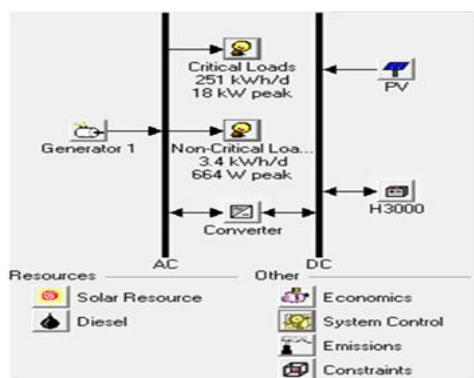 Critical Loads
251 kWh/d
18 kW peak
PV
Generator 1
Non-Critical Loa...
3.4 kWh/d
664 W peak
H3000
Converter
AC
DC
Resources
Other
Solar Resource
Economics
Diesel
System Control
Emissions
Constraints